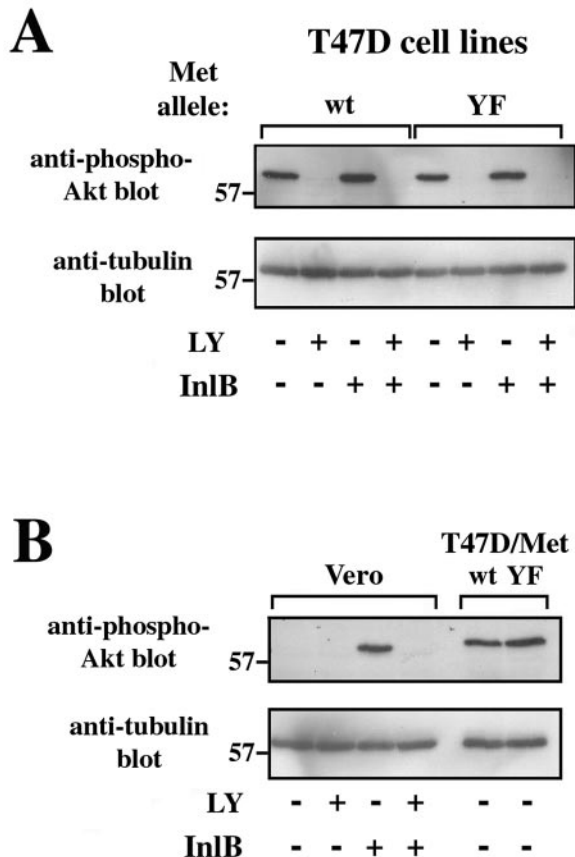 A
T47D cell lines
Met
allele:
wt YF
anti-phospho-
Akt blot
57
anti-tubulin
blot
57
LY - + - + - + - +
InlB - - + + - - + +
B
T47D/Met
Vero wt YF
anti-phospho-
Akt blot
57
anti-tubulin
blot
57
LY - + - + - -
InlB - - + + - -